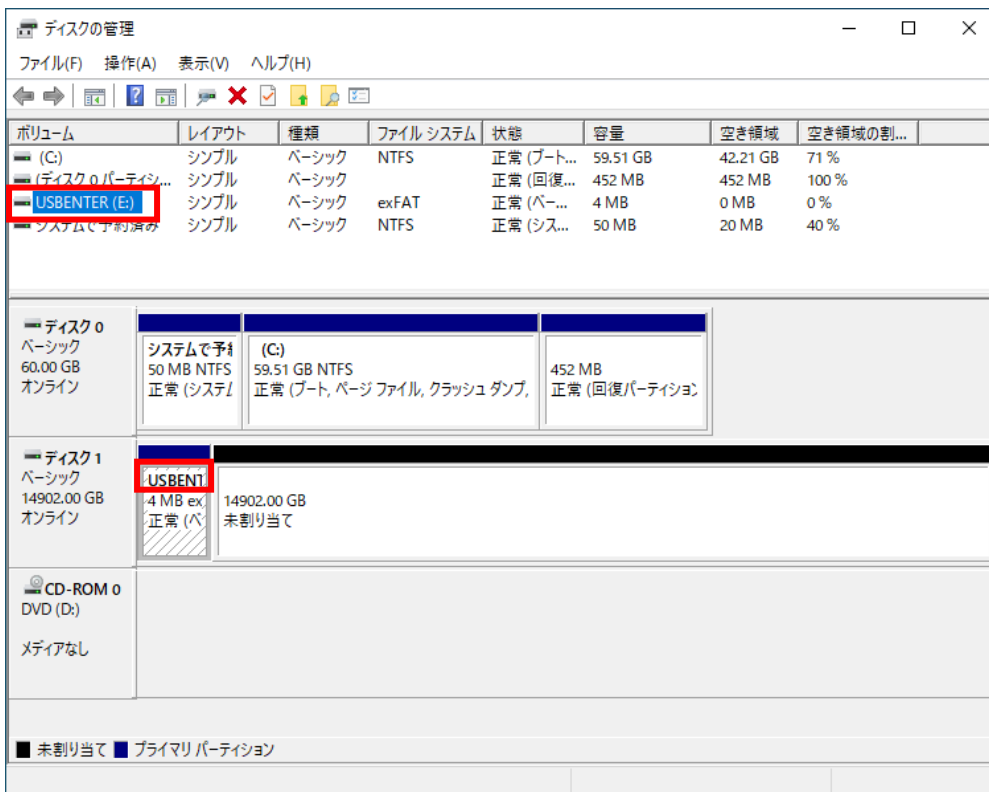 ディスクの管理
ファイル(F) 操作(A) 表示(V) ヘルプ(H)
ボリューム レイアウト 種類 ファイル システム 状態 容量 空き領域 空き領域の割...
(C:) シンプル ベーシック NTFS 正常 (ブート... 59.51 GB 42.21 GB 71 %
(ディスク 0 パーティシ... シンプル ベーシック 正常 (回復... 452 MB 452 MB 100 %
USBENTER (E:) シンプル ベーシック exFAT 正常 (ベー... 4 MB 0 MB 0 %
システムで予約済み シンプル ベーシック NTFS 正常 (シス... 50 MB 20 MB 40 %
ディスク 0
ベーシック
60.00 GB
オンライン
システムで予約
50 MB NTFS
正常 (システム
(C:)
59.51 GB NTFS
正常 (ブート, ページ ファイル, クラッシュ ダンプ,
452 MB
正常 (回復パーティション
ディスク 1
ベーシック
14902.00 GB
オンライン
USBENT
4 MB ex
正常 (ベ
14902.00 GB
未割り当て
CD-ROM 0
DVD (D:)
メディアなし
未割り当て プライマリ パーティション